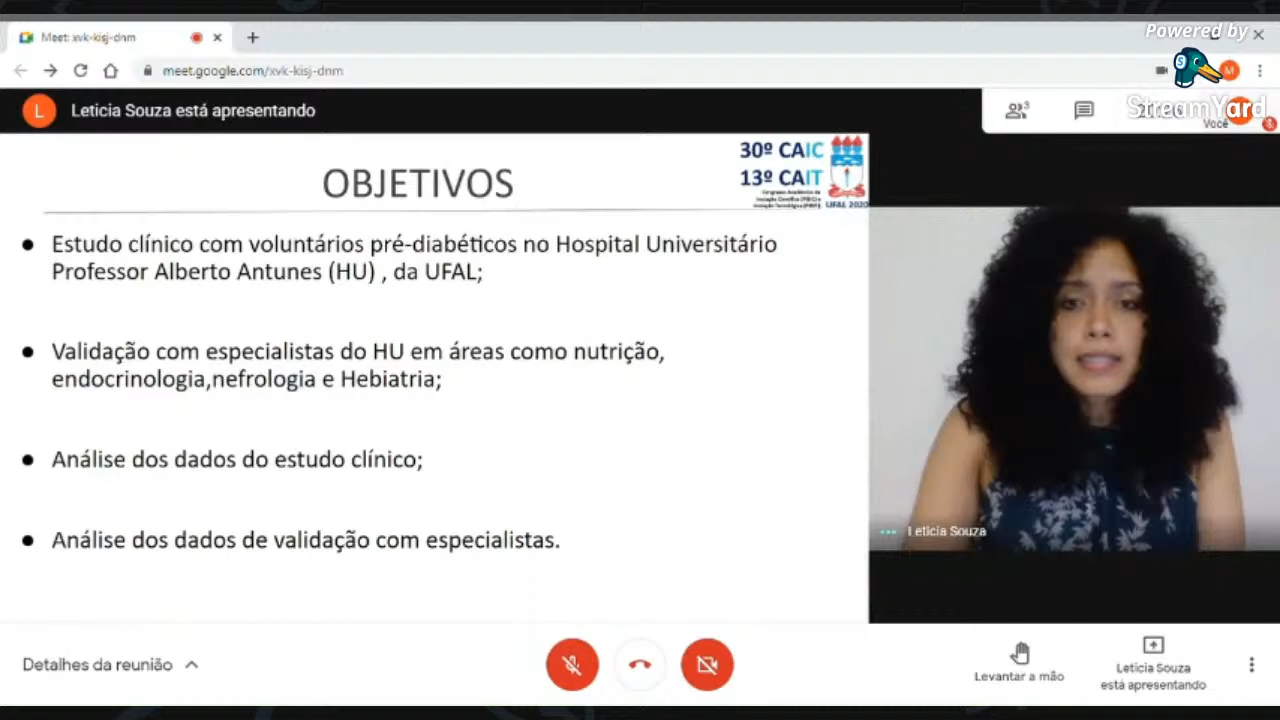 Powered by
Meet: xvk-kisj-dnm
meet.google.com/xvk-kisj-dnm
M
L
Leticia Souza está apresentando
3
StreamYard
Você
30º CAIC
13º CAIT
UFAL 2020
OBJETIVOS
● Estudo clínico com voluntários pré-diabéticos no Hospital Universitário
Professor Alberto Antunes (HU) , da UFAL;
● Validação com especialistas do HU em áreas como nutrição,
endocrinologia,nefrologia e Hebiatria;
● Análise dos dados do estudo clínico;
● Análise dos dados de validação com especialistas.
Leticia Souza
Detalhes da reunião
Levantar a mão
Leticia Souza
está apresentando